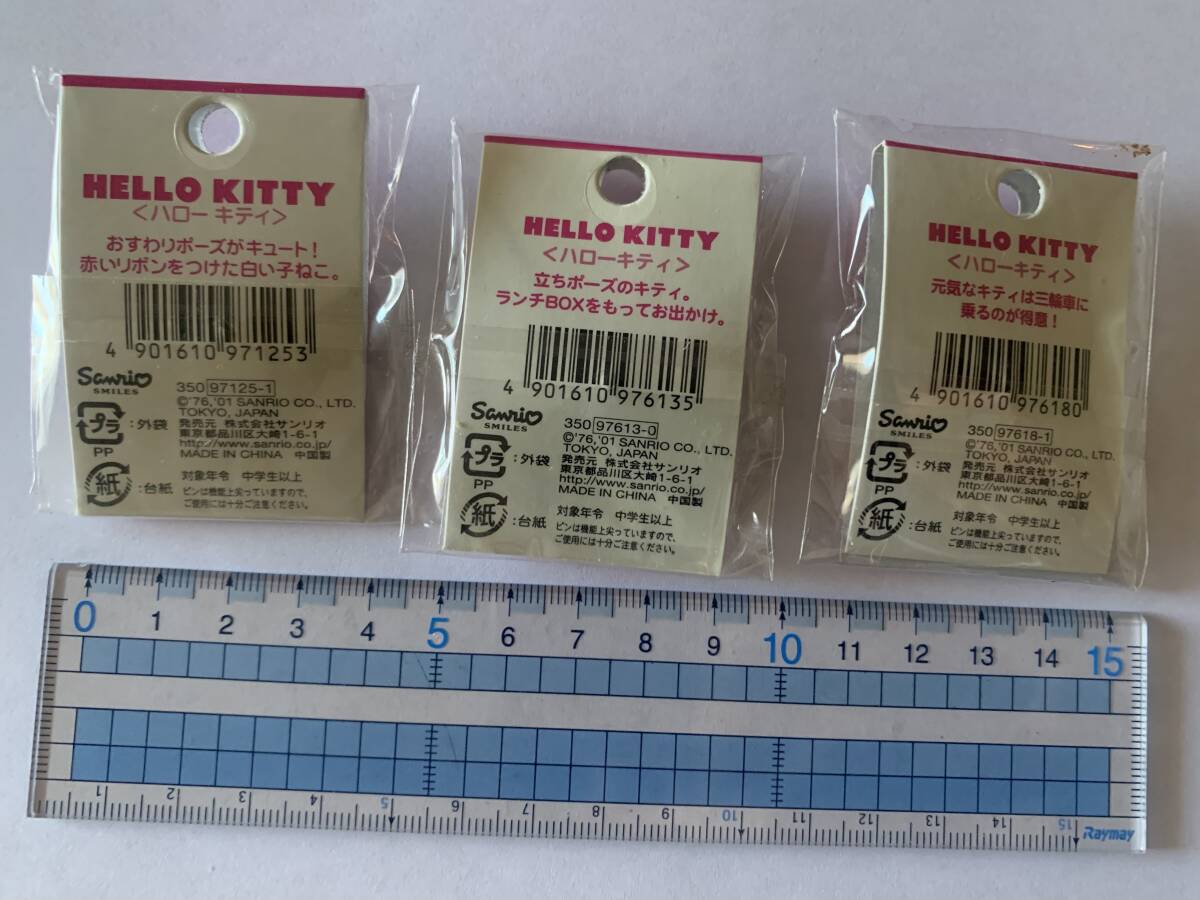 HELLO KITTY
<ハロー キティ>
おすわりポーズがキュート!
赤いリボンをつけた白い子ねこ。
4 901610 971253
Sanrio
SMILES
350 97125-1
©'76,'01 SANRIO CO., LTD.
TOKYO, JAPAN
発売元 株式会社サンリオ
東京都品川区大崎1-6-1
http://www.sanrio.co.jp/
MADE IN CHINA 中国製
プラ :外袋
PP
紙 :台紙
対象年令 中学生以上
ピンは機能上尖っていますので、
ご使用には十分ご注意ください。
HELLO KITTY
<ハローキティ>
立ちポーズのキティ。
ランチBOXをもってお出かけ。
4 901610 976135
Sanrio
SMILES
350 97613-0
©'76,'01 SANRIO CO., LTD.
TOKYO, JAPAN
発売元 株式会社サンリオ
東京都品川区大崎1-6-1
http://www.sanrio.co.jp/
MADE IN CHINA 中国製
プラ :外袋
PP
紙 :台紙
対象年令 中学生以上
ピンは機能上尖っていますので、
ご使用には十分ご注意ください。
HELLO KITTY
<ハローキティ>
元気なキティは三輪車に
乗るのが得意!
4 901610 976180
Sanrio
SMILES
350 97618-1
©'76,'01 SANRIO CO., LTD.
TOKYO, JAPAN
発売元 株式会社サンリオ
東京都品川区大崎1-6-1
http://www.sanrio.co.jp/
MADE IN CHINA 中国製
プラ :外袋
PP
紙 :台紙
対象年令 中学生以上
ピンは機能上尖っていますので、
ご使用には十分ご注意ください。
0 1 2 3 4 5 6 7 8 9 10 11 12 13 14 15
1 2 3 4 5 6 7 8 9 10 11 12 13 14 15
Raymay